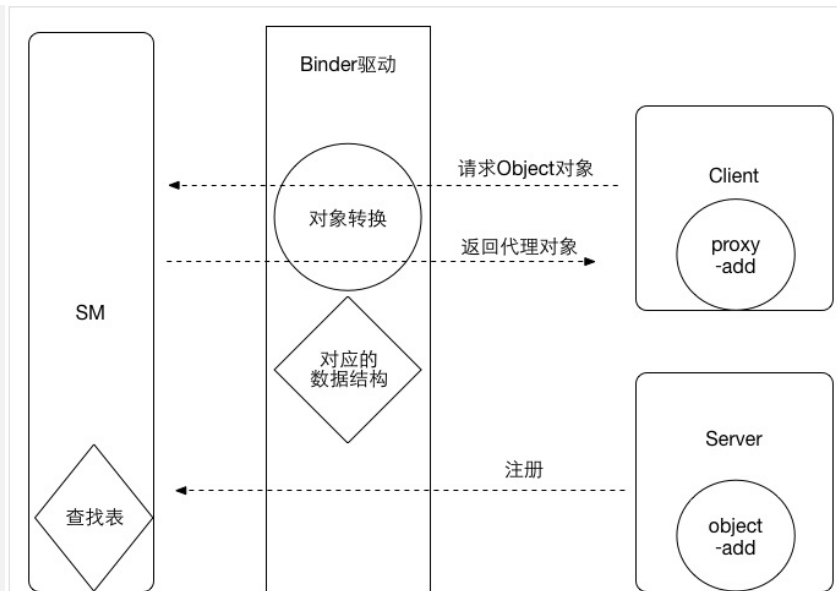 Binder驱动
请求Object对象
Client
对象转换
proxy
-add
返回代理对象
SM
对应的
数据结构
Server
注册
查找表
object
-add